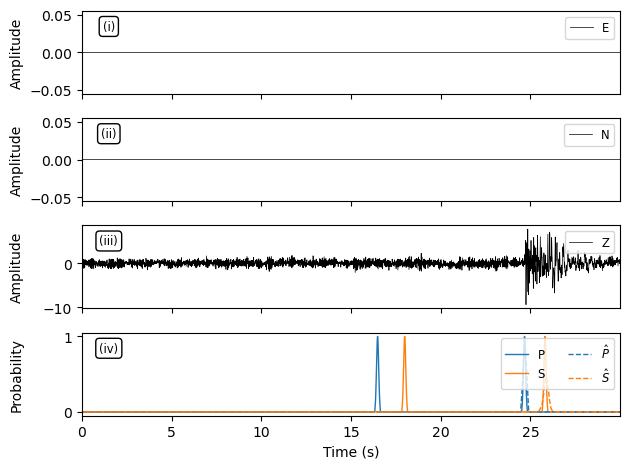 0.05
0.00
−0.05
Amplitude
(i)
E
0.05
0.00
−0.05
Amplitude
(ii)
N
0
−10
Amplitude
(iii)
Z
1
0
Probability
(iv)
P
S
P̂
Ŝ
0 5 10 15 20 25
Time (s)